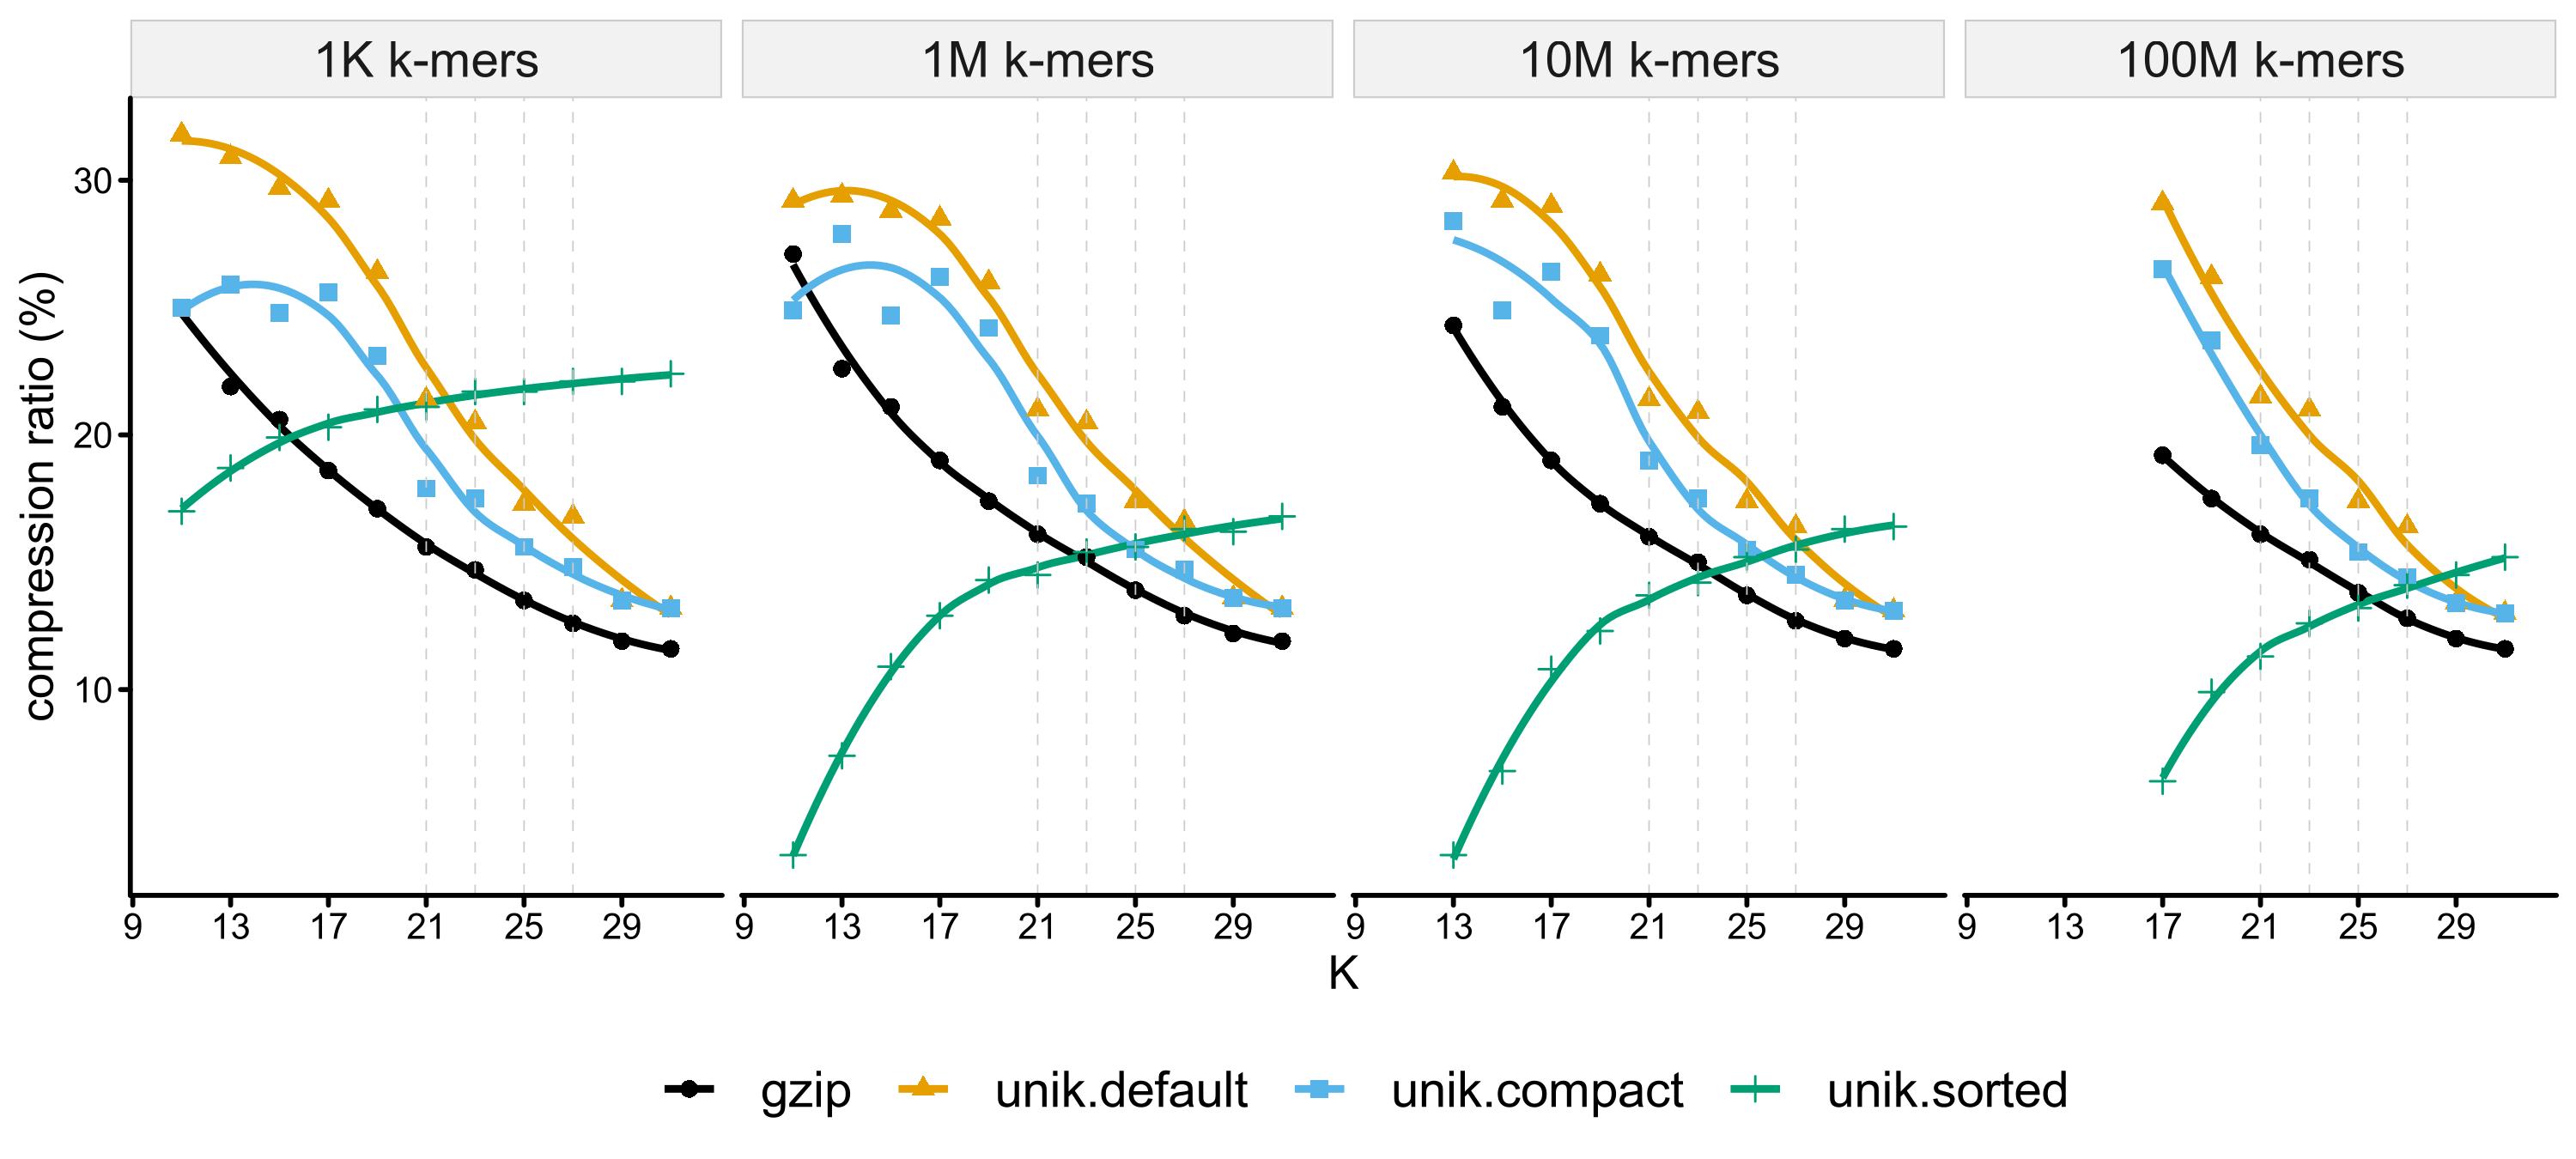 1K k-mers 1M k-mers 10M k-mers 100M k-mers
compression ratio (%)
30
20
10
9 13 17 21 25 29 9 13 17 21 25 29 9 13 17 21 25 29 9 13 17 21 25 29
K
gzip unik.default unik.compact unik.sorted